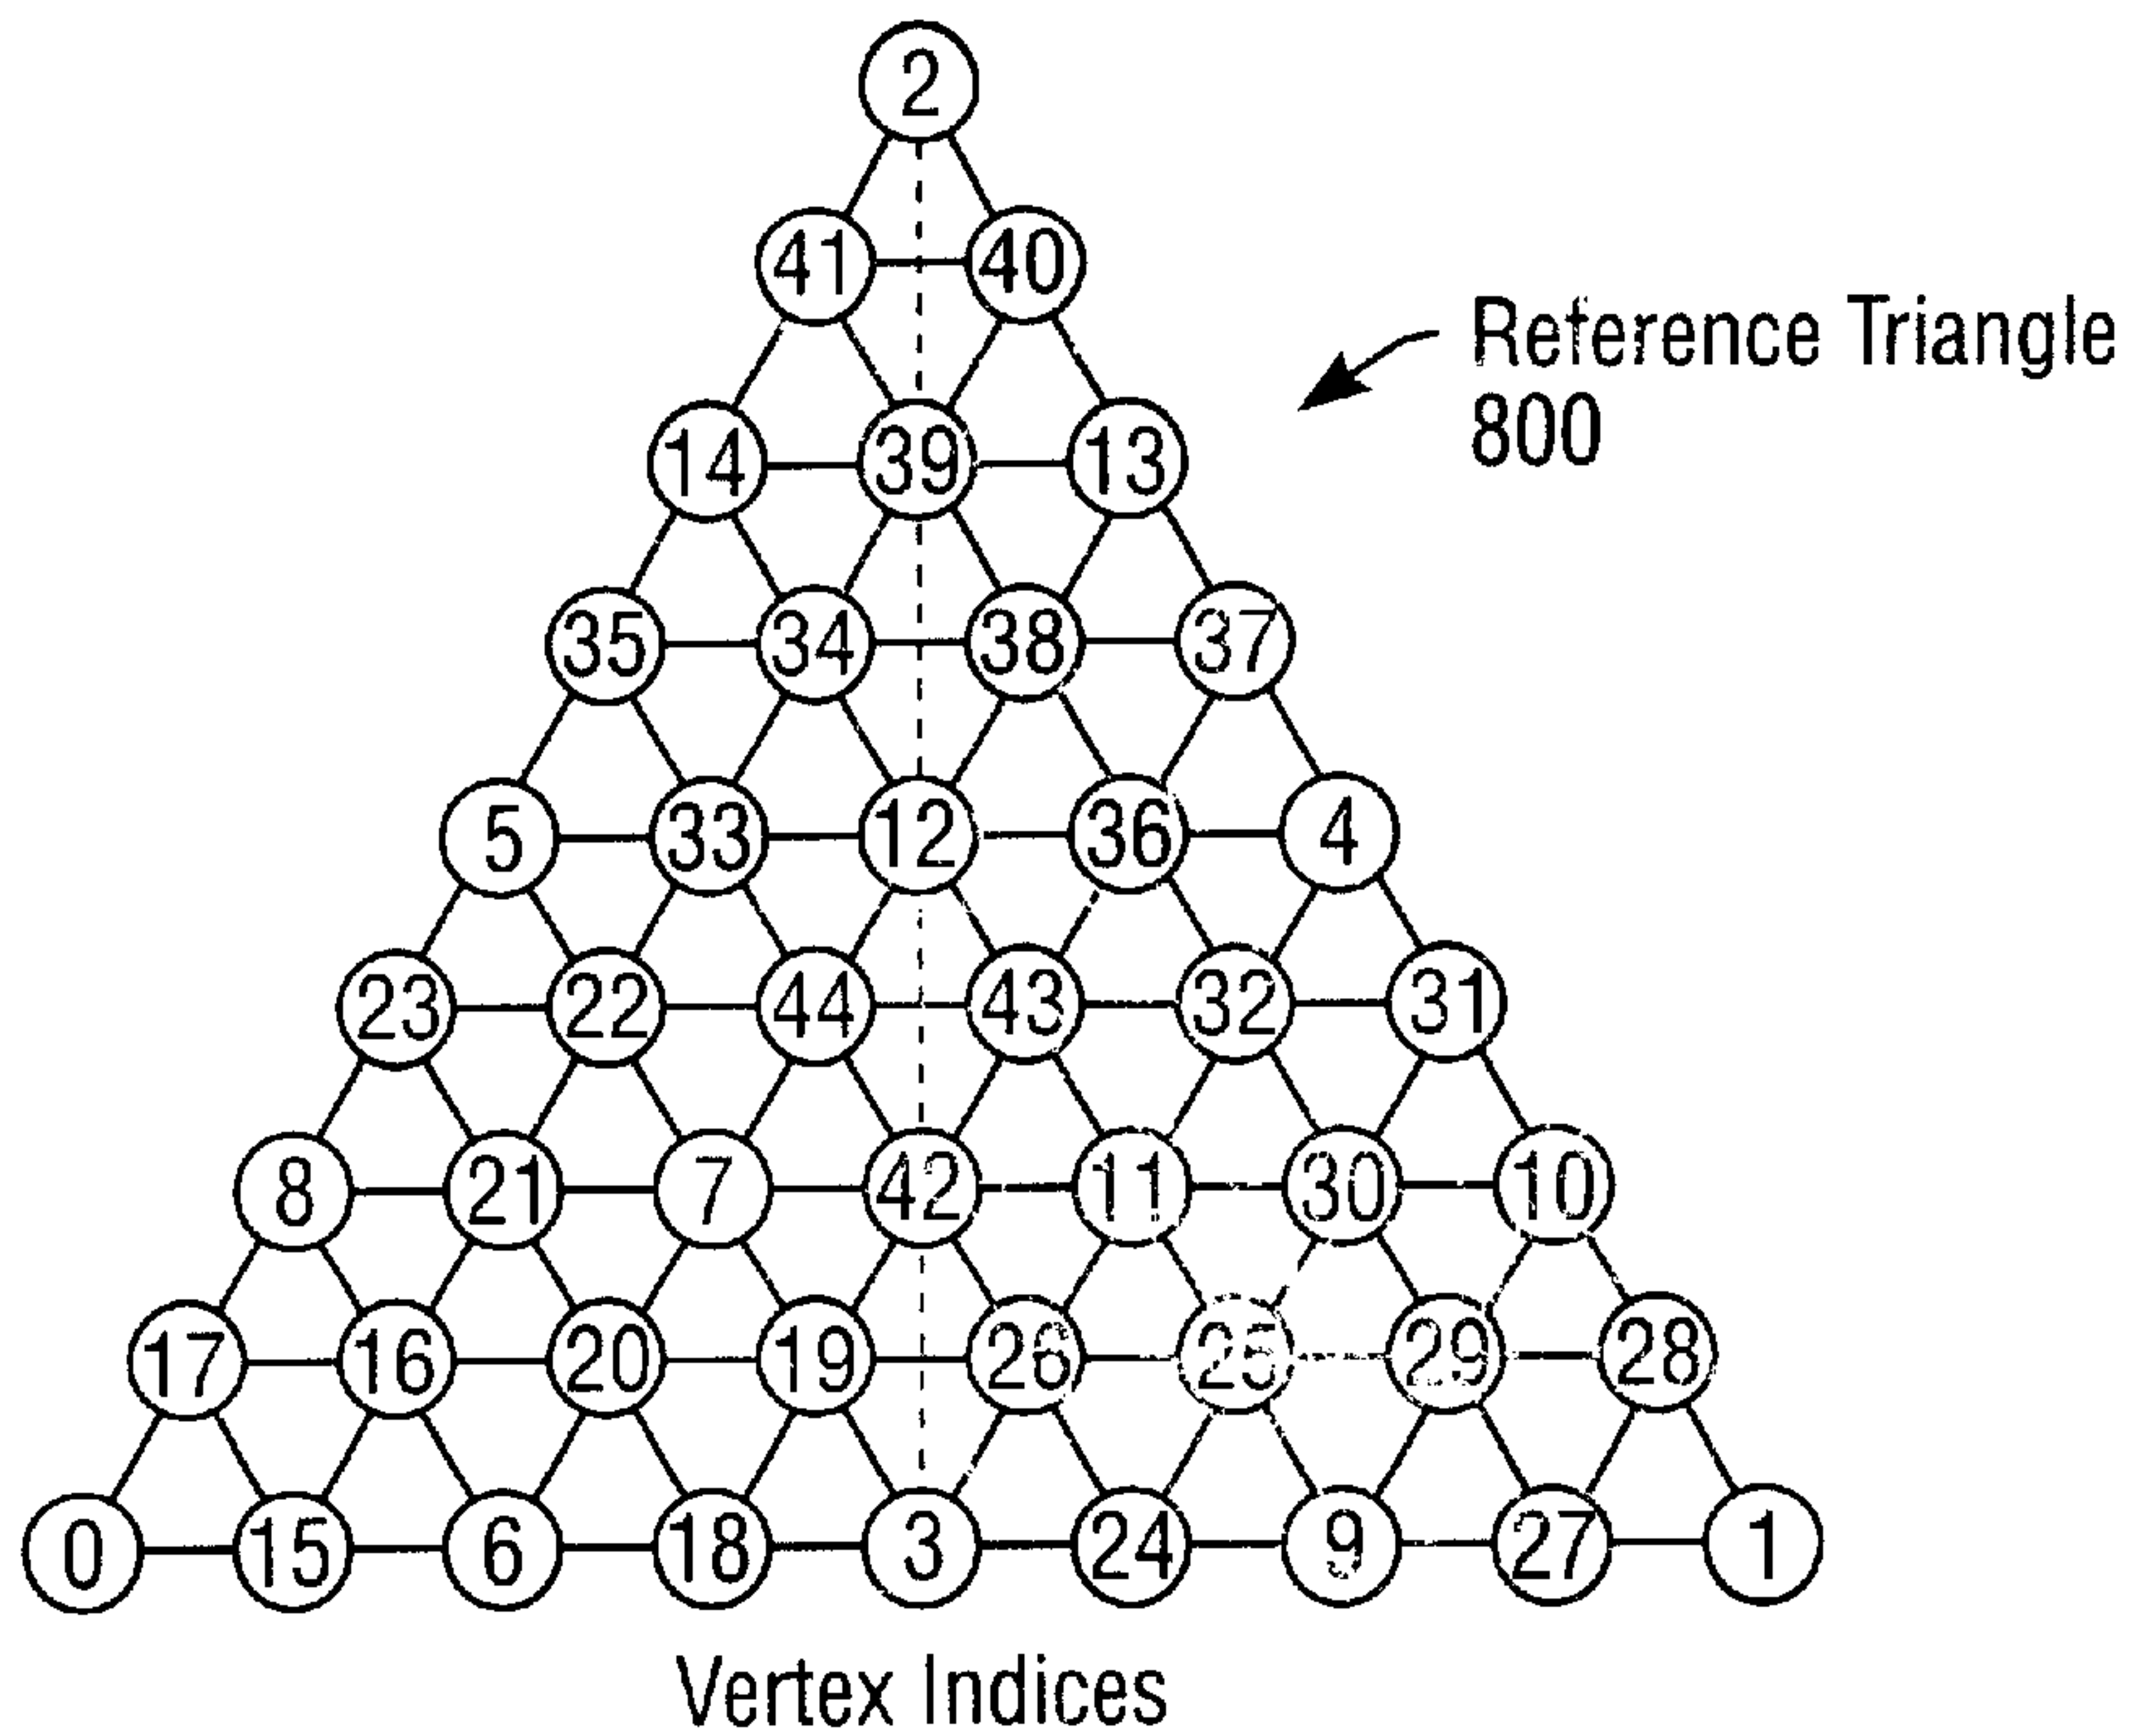 2
41 40
Reference Triangle
800
14 39 13
35 34 38 37
5 33 12 36 4
23 22 44 43 32 31
8 21 7 42 11 30 10
17 16 20 19 26 25 29 28
0 15 6 18 3 24 9 27 1
Vertex Indices